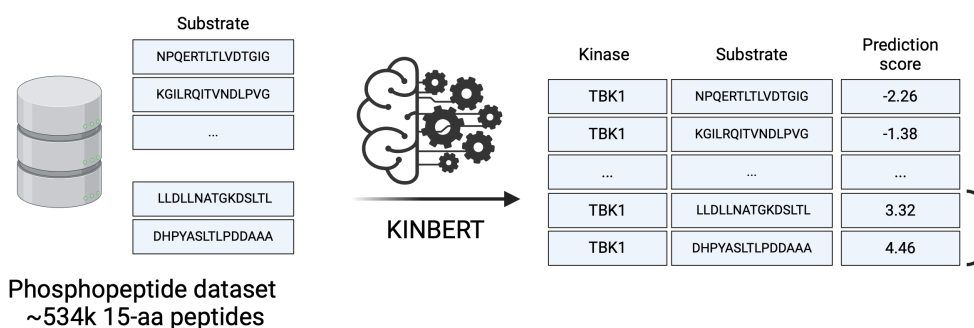 Substrate
NPQERTLTLVDTGIG
KGILRQITVNDLPVG
...
LLDLLNATGKDSLTL
DHPYASLTLPDDAAA
Phosphopeptide dataset
~534k 15-aa peptides
KINBERT
Kinase Substrate Prediction score
TBK1 NPQERTLTLVDTGIG -2.26
TBK1 KGILRQITVNDLPVG -1.38
... ... ...
TBK1 LLDLLNATGKDSLTL 3.32
TBK1 DHPYASLTLPDDAAA 4.46